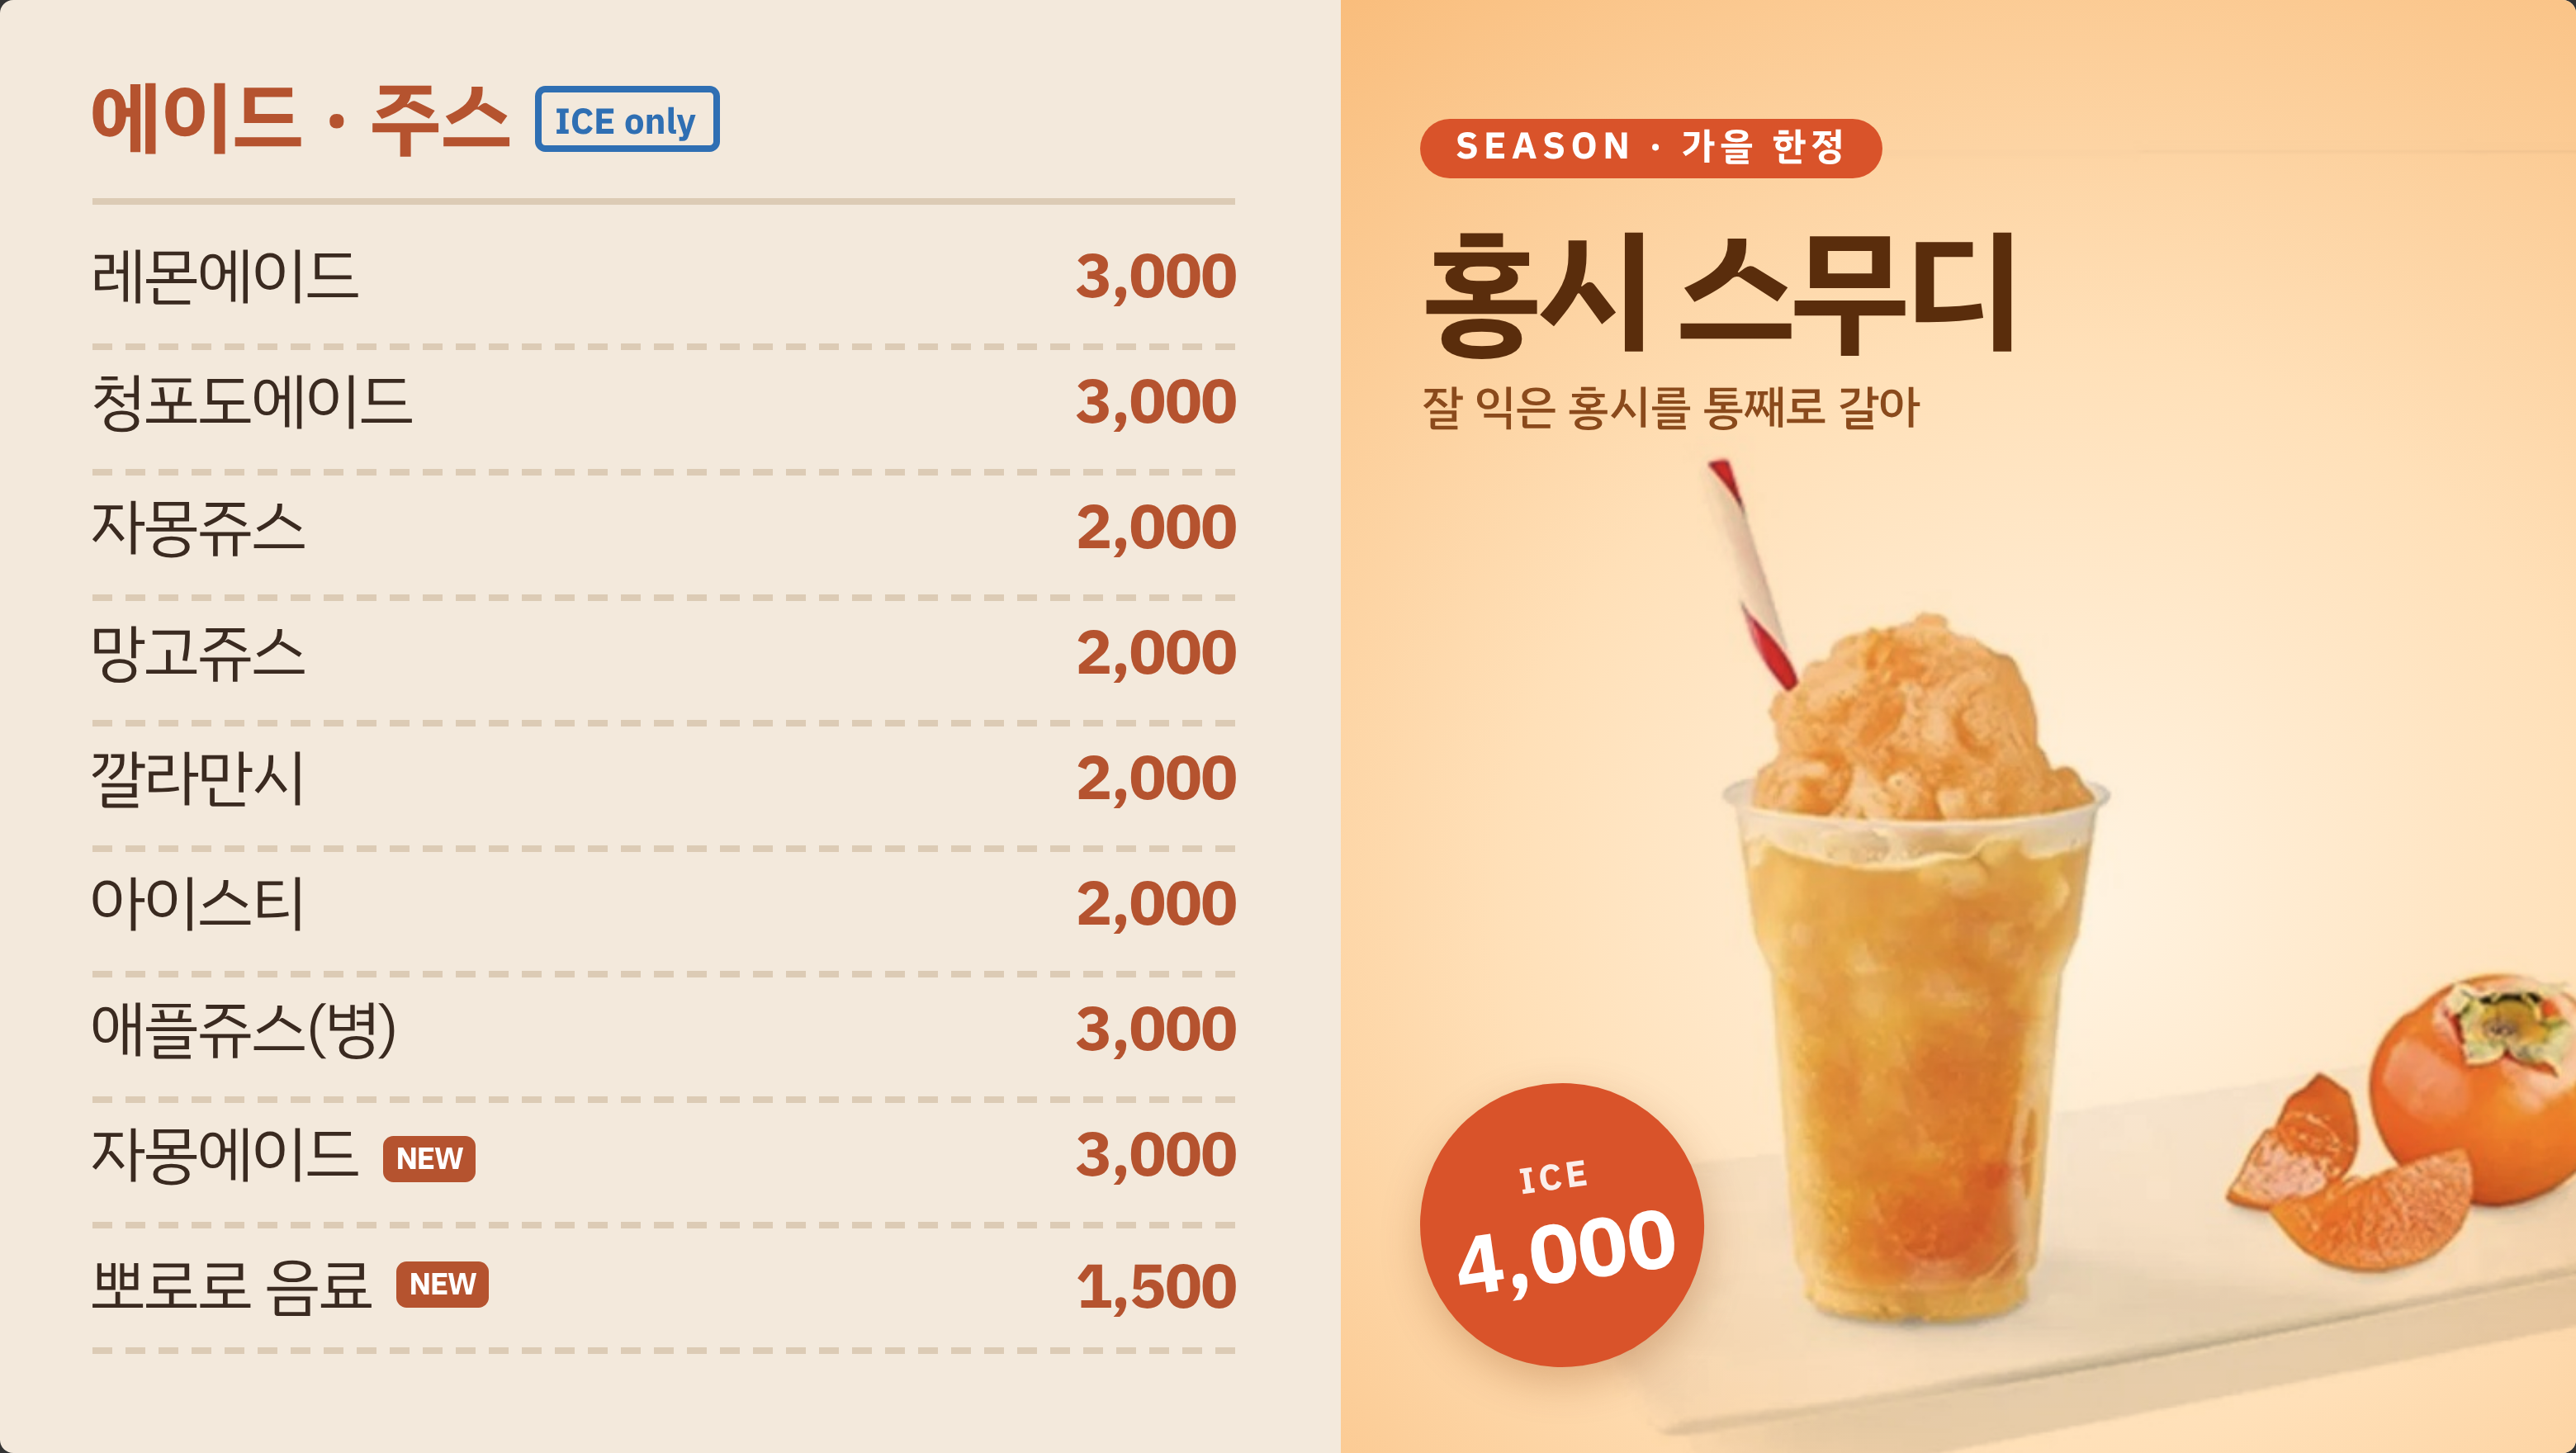 에이드 · 주스 ICE only
레몬에이드 3,000
청포도에이드 3,000
자몽쥬스 2,000
망고쥬스 2,000
깔라만시 2,000
아이스티 2,000
애플쥬스(병) 3,000
자몽에이드 NEW 3,000
뽀로로 음료 NEW 1,500
SEASON · 가을 한정
홍시 스무디
잘 익은 홍시를 통째로 갈아
ICE
4,000